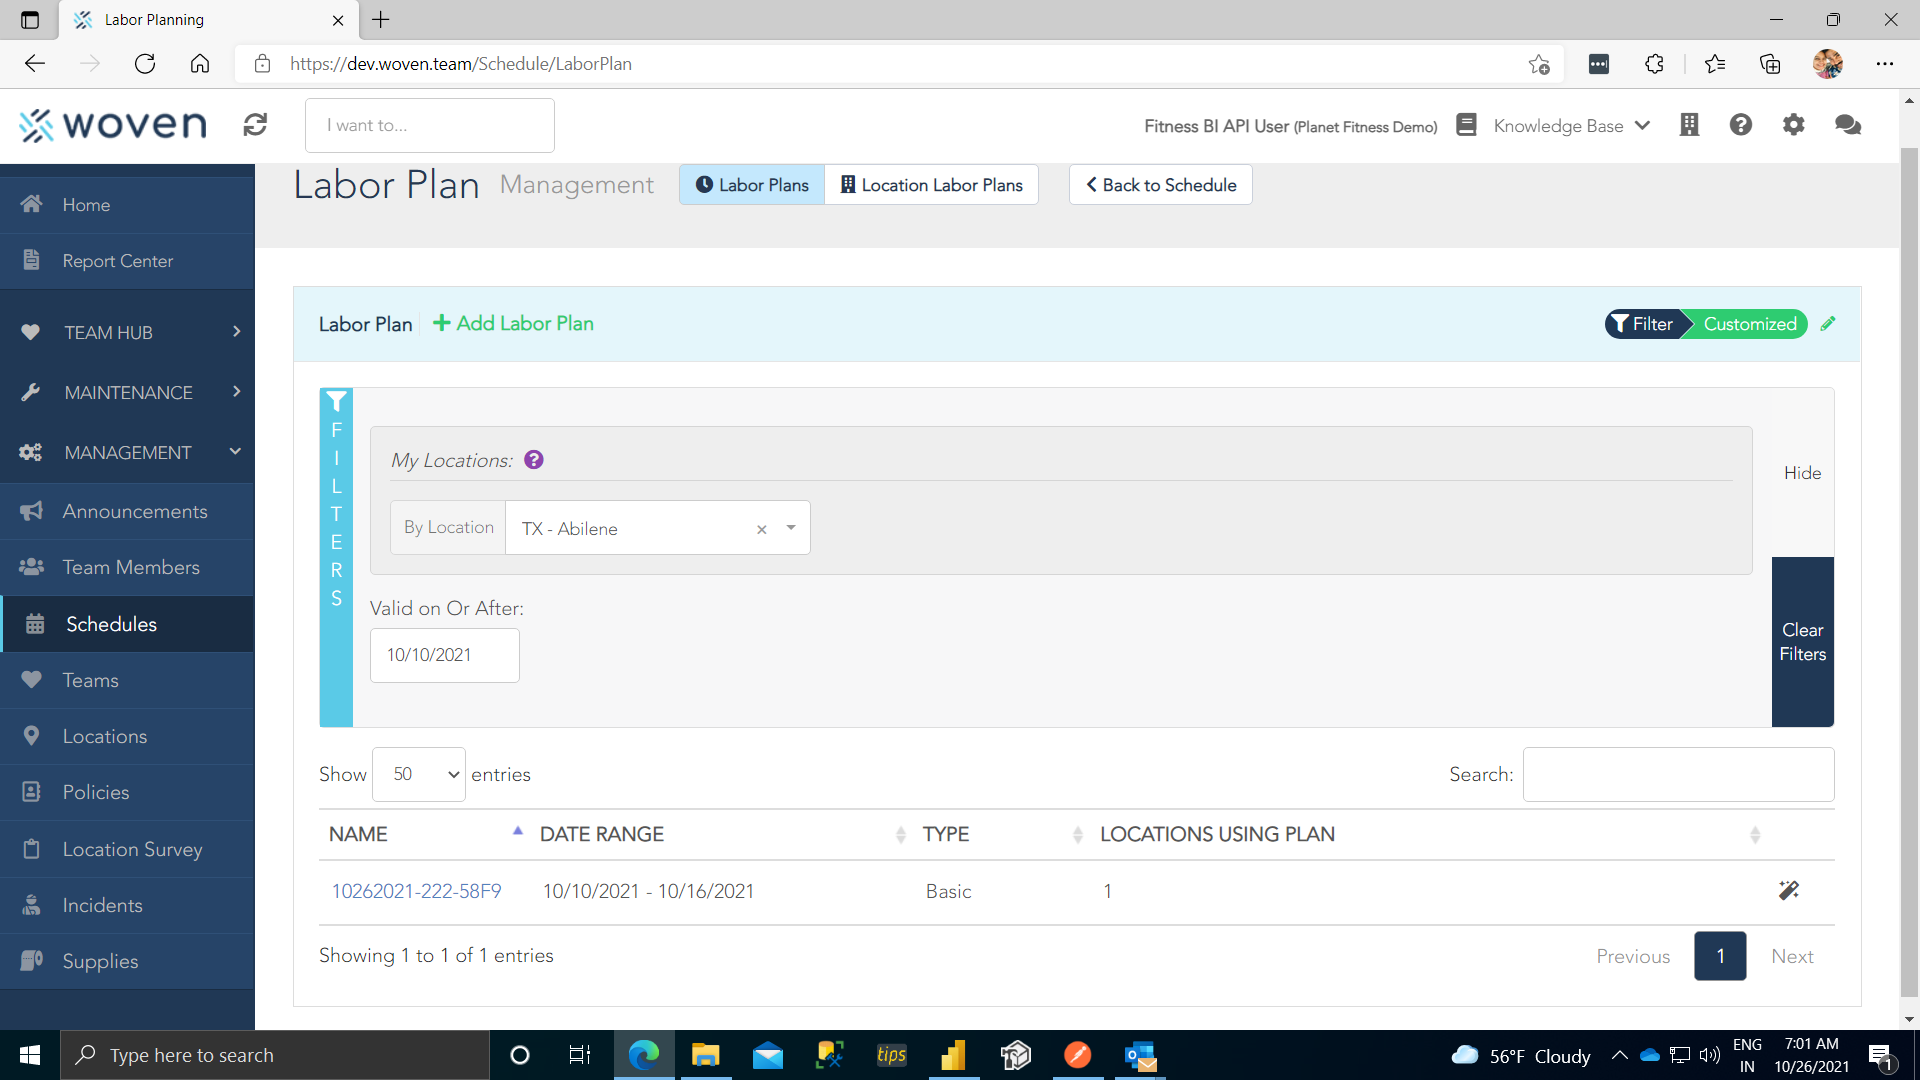 Labor Planning
https://dev.woven.team/Schedule/LaborPlan
woven
I want to...
Fitness BI API User (Planet Fitness Demo)
Knowledge Base
Labor Plan Management
Labor Plans
Location Labor Plans
Back to Schedule
Home
Report Center
TEAM HUB
MAINTENANCE
MANAGEMENT
Announcements
Team Members
Schedules
Teams
Locations
Policies
Location Survey
Incidents
Supplies
Labor Plan
Add Labor Plan
Filter
Customized
FILTERS
My Locations:
By Location
TX - Abilene
Hide
Valid on Or After:
10/10/2021
Clear
Filters
Show 50 entries
Search:
NAME DATE RANGE TYPE LOCATIONS USING PLAN
10262021-222-58F9 10/10/2021 - 10/16/2021 Basic 1
Showing 1 to 1 of 1 entries
Previous 1 Next
Type here to search
tips
56°F Cloudy
ENG
IN
7:01 AM
10/26/2021
1